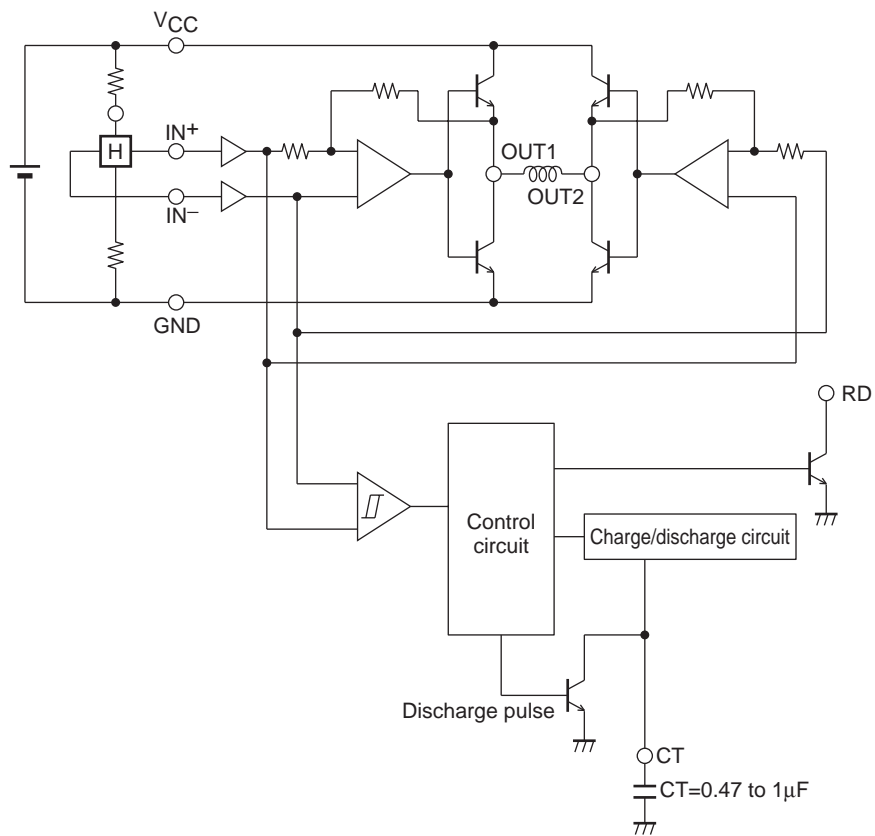 VCC
IN+
H
OUT1
OUT2
IN−
GND
RD
Control
circuit
Charge/discharge circuit
Discharge pulse
CT
CT=0.47 to 1μF